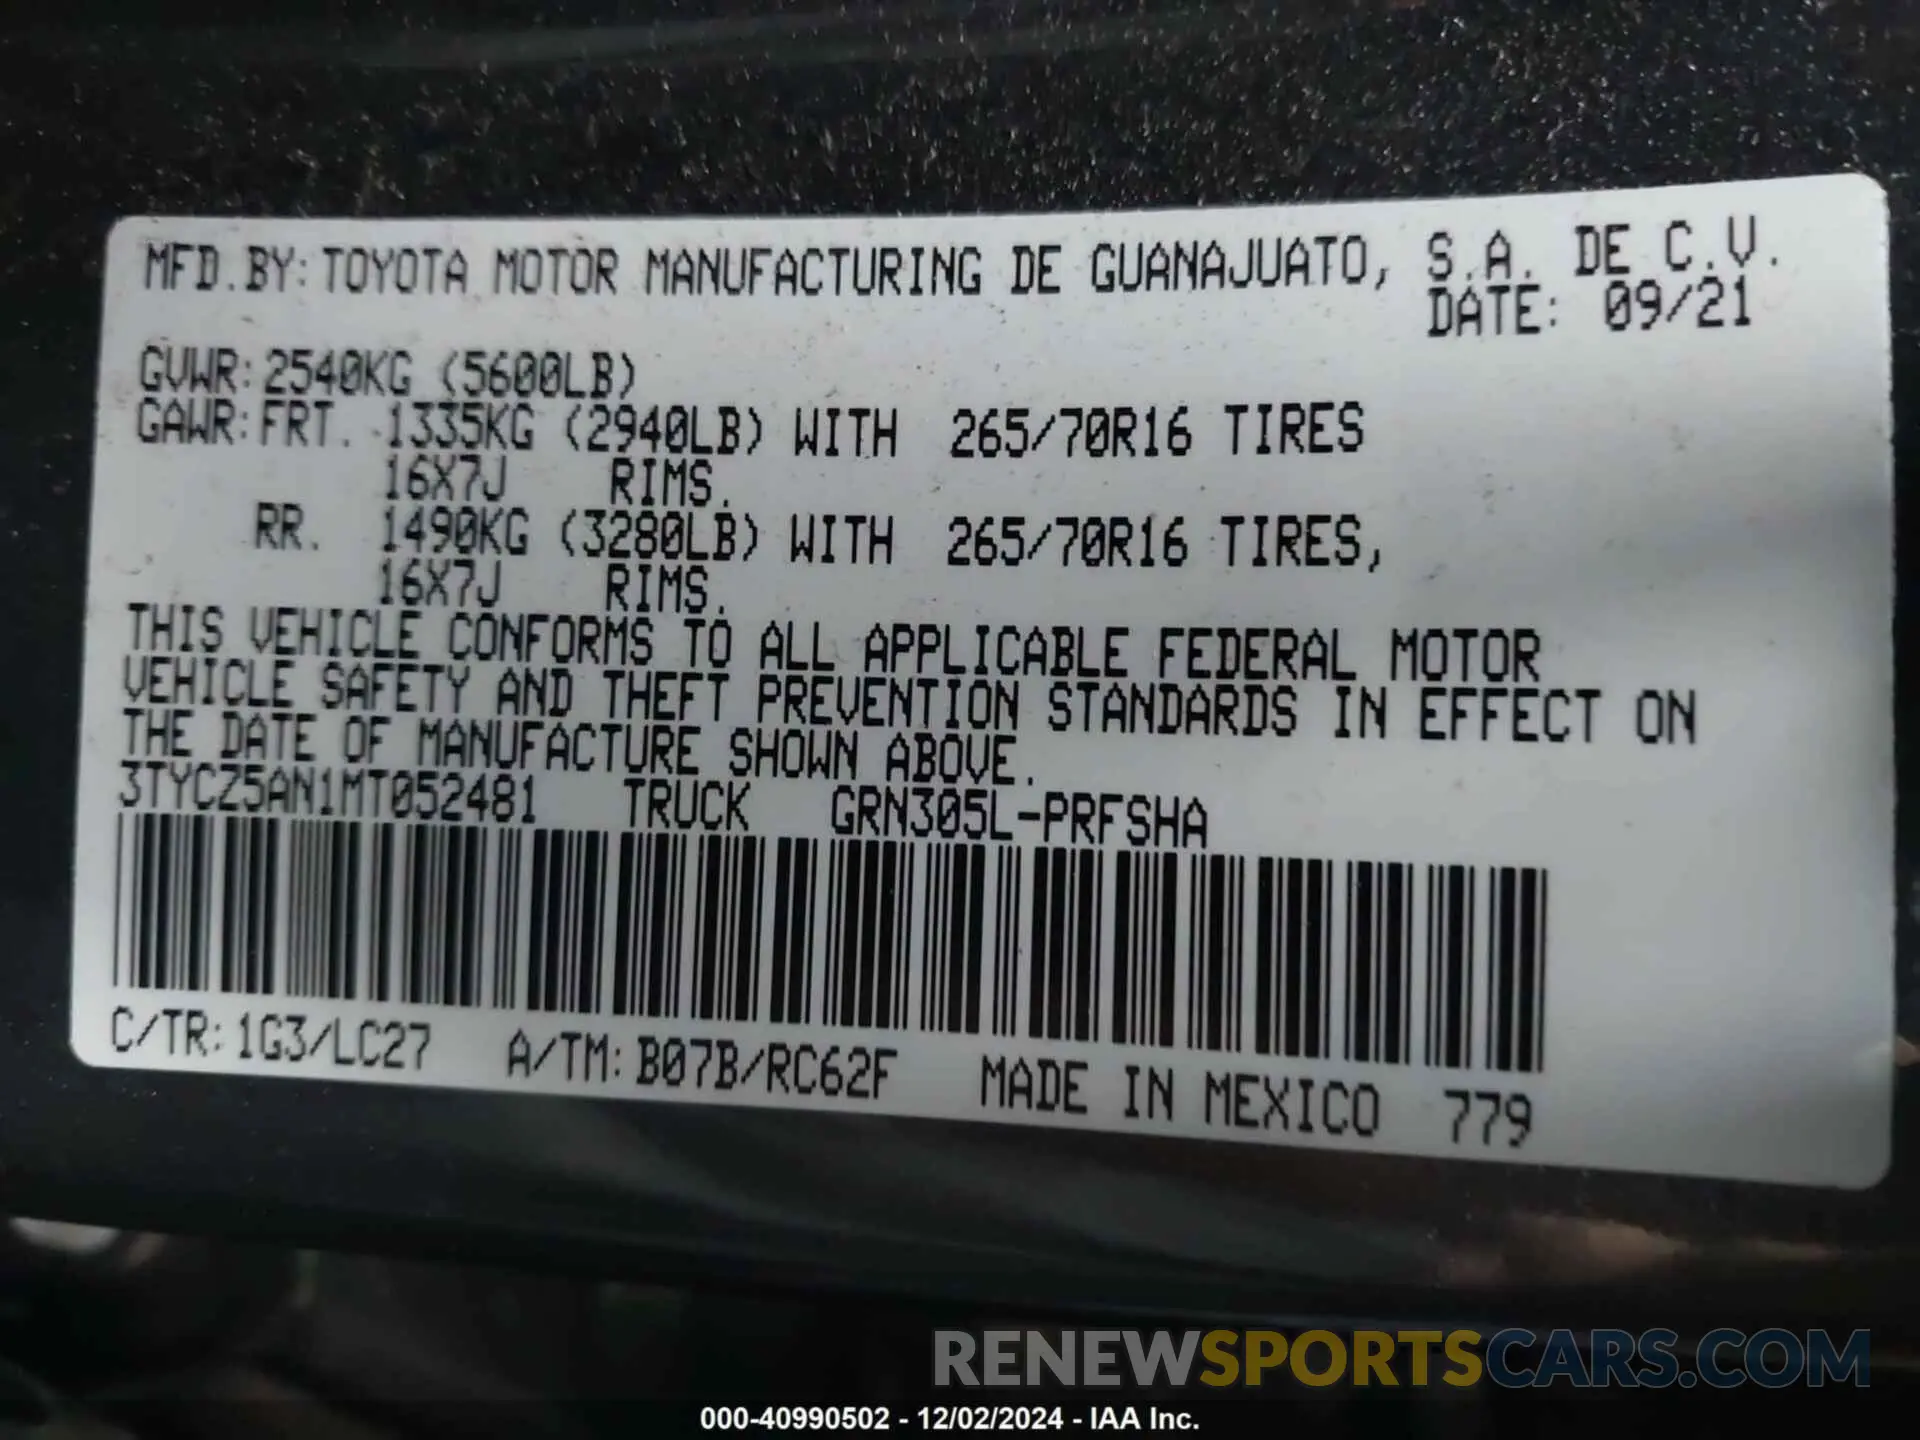 MFD.BY:TOYOTA MOTOR MANUFACTURING DE GUANAJUATO, S.A. DE C.V.
DATE: 09/21
GVWR:2540KG (5600LB)
GAWR:FRT. 1335KG (2940LB) WITH 265/70R16 TIRES
16X7J RIMS.
RR. 1490KG (3280LB) WITH 265/70R16 TIRES,
16X7J RIMS.
THIS VEHICLE CONFORMS TO ALL APPLICABLE FEDERAL MOTOR
VEHICLE SAFETY AND THEFT PREVENTION STANDARDS IN EFFECT ON
THE DATE OF MANUFACTURE SHOWN ABOVE.
3TYCZ5AN1MT052481 TRUCK GRN305L-PRFSHA
C/TR:1G3/LC27 A/TM:B07B/RC62F MADE IN MEXICO 779
RENEWSPORTSCARS.COM
000-40990502 - 12/02/2024 - IAA Inc.